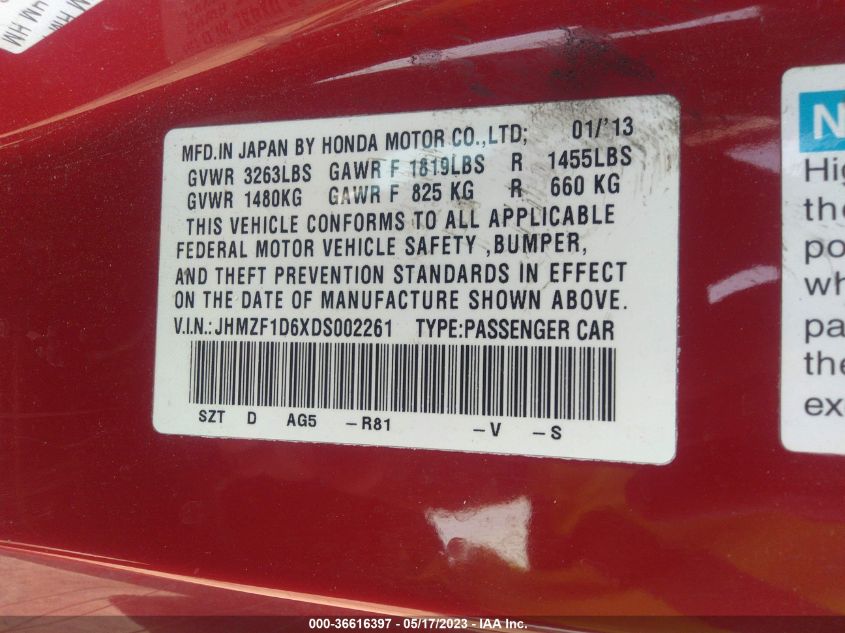 MFD.IN JAPAN BY HONDA MOTOR CO.,LTD; 01/'13
GVWR 3263LBS GAWR F 1819LBS R 1455LBS
GVWR 1480KG GAWR F 825 KG R 660 KG
THIS VEHICLE CONFORMS TO ALL APPLICABLE
FEDERAL MOTOR VEHICLE SAFETY ,BUMPER,
AND THEFT PREVENTION STANDARDS IN EFFECT
ON THE DATE OF MANUFACTURE SHOWN ABOVE.
V.I.N.:JHMZF1D6XDS002261 TYPE:PASSENGER CAR
SZT D AG5 –R81 –V –S
N
Hig
the
po
wh
pa
the
ex
000-36616397 - 05/17/2023 - IAA Inc.